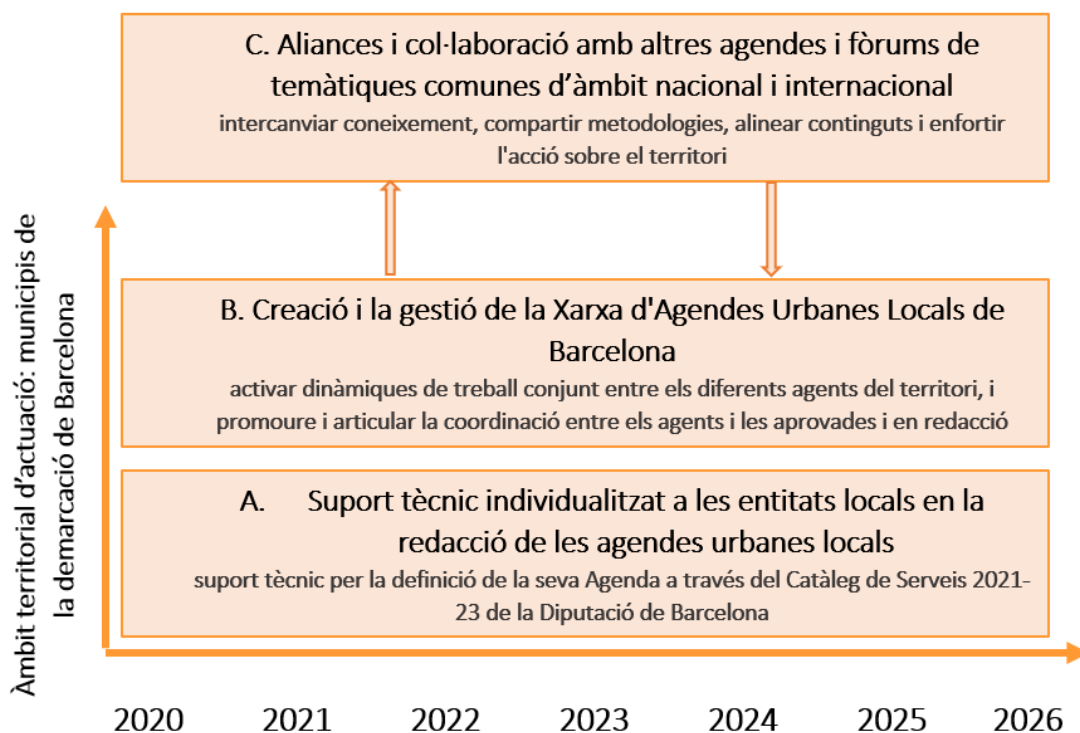 C. Aliances i col·laboració amb altres agendes i fòrums de
temàtiques comunes d'àmbit nacional i internacional
intercanviar coneixement, compartir metodologies, alinear continguts i enfortir
l'acció sobre el territori
Àmbit territorial d'actuació: municipis de
la demarcació de Barcelona
B. Creació i la gestió de la Xarxa d'Agendes Urbanes Locals de
Barcelona
activar dinàmiques de treball conjunt entre els diferents agents del territori, i
promoure i articular la coordinació entre els agents i les aprovades i en redacció
A. Suport tècnic individualitzat a les entitats locals en la
redacció de les agendes urbanes locals
suport tècnic per la definició de la seva Agenda a través del Catàleg de Serveis 2021-
23 de la Diputació de Barcelona
2020 2021 2022 2023 2024 2025 2026